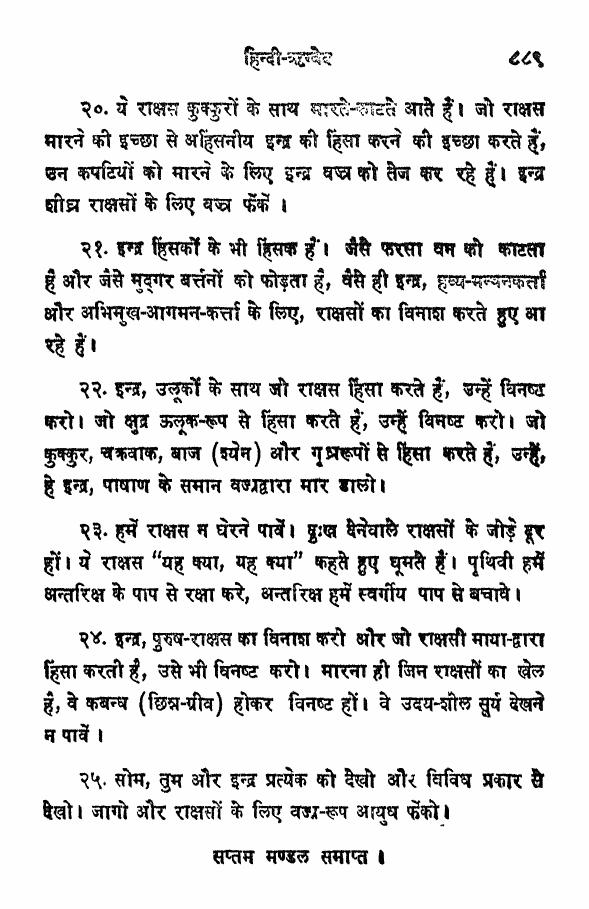 हिन्दी-ऋग्वेद ८८९
२०. ये राक्षस कुक्कुरों के साथ मारते-काटते आते हैं। जो राक्षस
मारने की इच्छा से अहिंसनीय इन्द्र की हिंसा करने की इच्छा करते हैं,
उन कपटियों को मारने के लिए इन्द्र वज्र को तेज कर रहे हैं। इन्द्र
शीघ्र राक्षसों के लिए वज्र फेंकें ।
२१. इन्द्र हिंसकों के भी हिंसक हैं। जैसे फरसा वन को काटता
है और जैसे मुद्गर बर्त्तनों को फोड़ता है, वैसे ही इन्द्र, हव्य-मन्थनकर्त्ता
और अभिमुख-आगमन-कर्त्ता के लिए, राक्षसों का विनाश करते हुए आ
रहे हैं।
२२. इन्द्र, उलूकों के साथ जो राक्षस हिंसा करते हैं, उन्हें विनष्ट
करो। जो क्षुद्र ऊलूक-रूप से हिंसा करते हैं, उन्हें विनष्ट करो। जो
कुक्कुर, चक्रवाक, बाज (श्येन) और गृध्ररूपों से हिंसा करते हैं, उन्हें,
हे इन्द्र, पाषाण के समान वज्रद्वारा मार डालो।
२३. हमें राक्षस न घेरने पावें। दुःख देनेवाले राक्षसों के जोड़े दूर
हों। ये राक्षस “यह क्या, यह क्या” कहते हुए घूमते हैं। पृथिवी हमें
अन्तरिक्ष के पाप से रक्षा करे, अन्तरिक्ष हमें स्वर्गीय पाप से बचावे।
२४. इन्द्र, पुरुष-राक्षस का विनाश करो और जो राक्षसी माया-द्वारा
हिंसा करती है, उसे भी विनष्ट करो। मारना ही जिन राक्षसों का खेल
है, वे कबन्ध (छिन्न-ग्रीव) होकर विनष्ट हों। वे उदय-शील सूर्य देखने
न पावें ।
२५. सोम, तुम और इन्द्र प्रत्येक को देखो और विविध प्रकार से
देखो। जागो और राक्षसों के लिए वज्र-रूप आयुध फेंको।
सप्तम मण्डल समाप्त ।